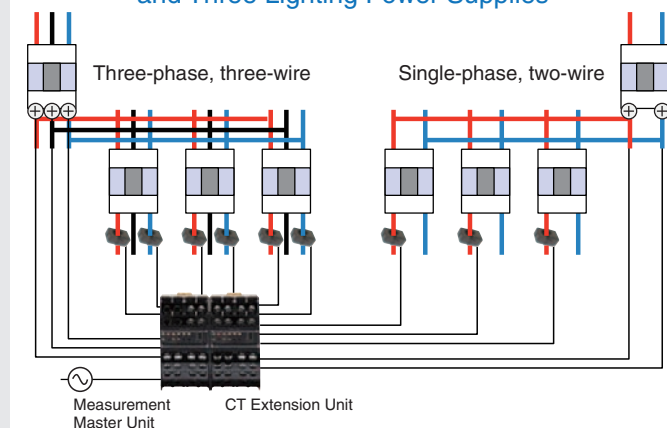 and Three Lighting Power Supplies
Three-phase, three-wire
Single-phase, two-wire
Measurement
Master Unit
CT Extension Unit